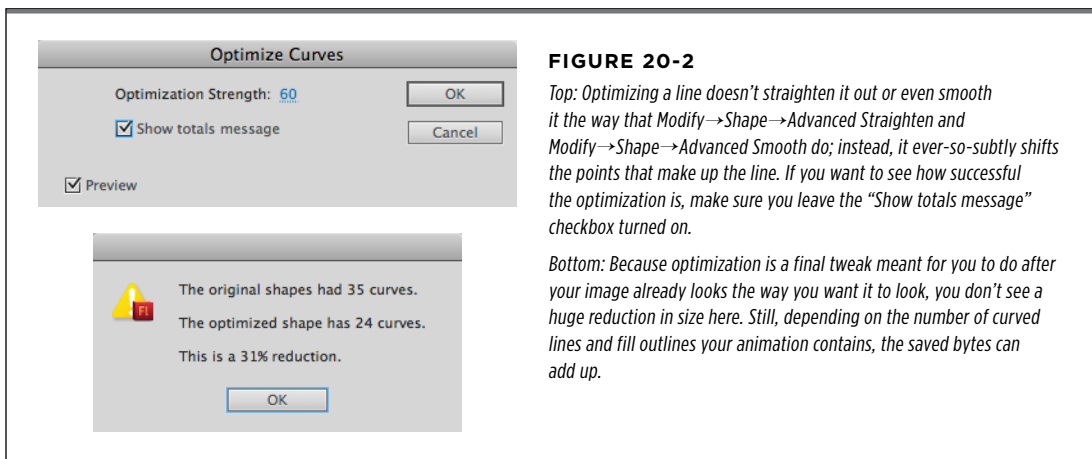 Optimize Curves
Optimization Strength: 60
OK
Show totals message
Cancel
Preview
The original shapes had 35 curves.
Fl
The optimized shape has 24 curves.
This is a 31% reduction.
OK
FIGURE 20-2
Top: Optimizing a line doesn’t straighten it out or even smooth
it the way that Modify→Shape→Advanced Straighten and
Modify→Shape→Advanced Smooth do; instead, it ever-so-subtly shifts
the points that make up the line. If you want to see how successful
the optimization is, make sure you leave the “Show totals message”
checkbox turned on.
Bottom: Because optimization is a final tweak meant for you to do after
your image already looks the way you want it to look, you don’t see a
huge reduction in size here. Still, depending on the number of curved
lines and fill outlines your animation contains, the saved bytes can
add up.